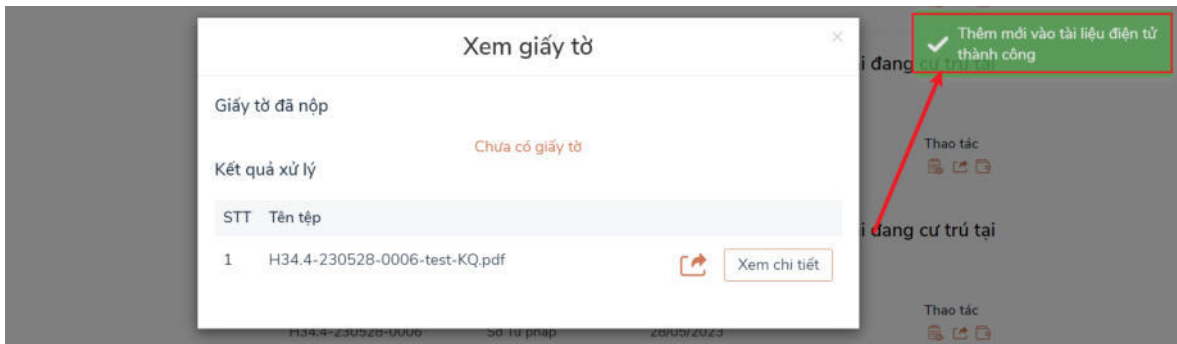 Xem giấy tờ
×
Thêm mới vào tài liệu điện tử
thành công
i đang cư trú tại
Giấy tờ đã nộp
Chưa có giấy tờ
Thao tác
Kết quả xử lý
STT Tên tệp
i đang cư trú tại
1 H34.4-230528-0006-test-KQ.pdf Xem chi tiết
Thao tác
H34.4-230528-0006 Sở Tư pháp 28/05/2023